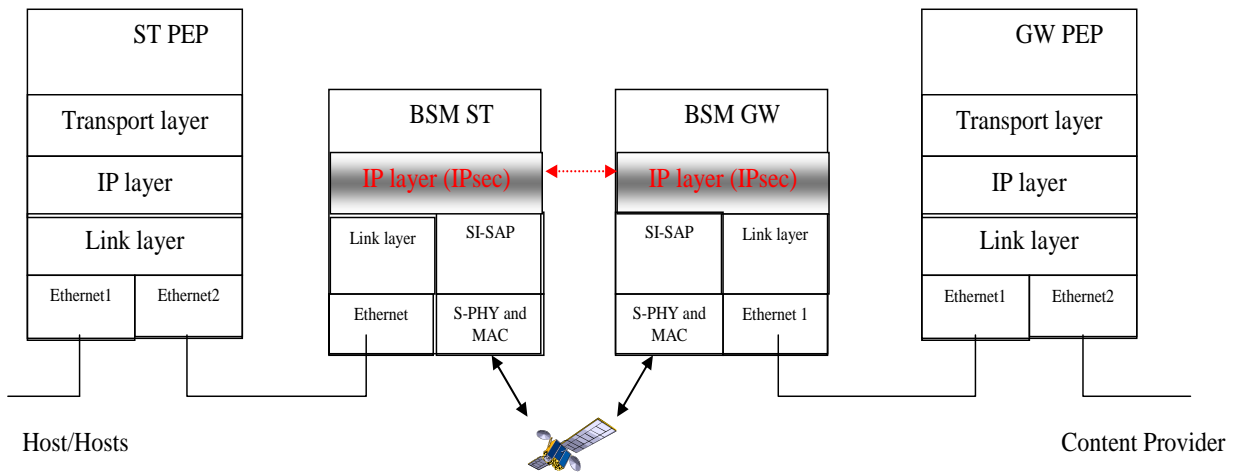 ST PEP
Transport layer
IP layer
Link layer
Ethernet1
Ethernet2
BSM ST
IP layer (IPsec)
Link layer
SI-SAP
Ethernet
S-PHY and
MAC
BSM GW
IP layer (IPsec)
SI-SAP
Link layer
S-PHY and
MAC
Ethernet 1
GW PEP
Transport layer
IP layer
Link layer
Ethernet1
Ethernet2
Host/Hosts
Content Provider